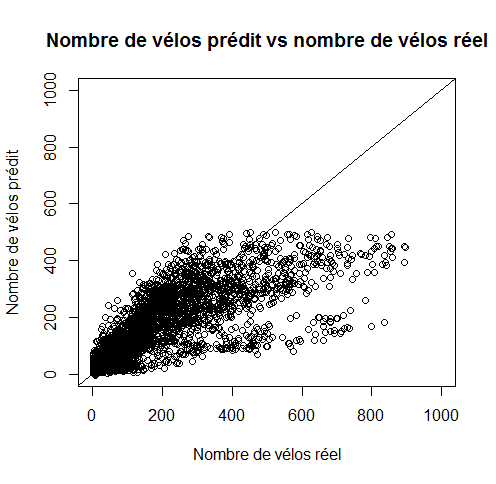 Nombre de vélos prédit vs nombre de vélos réel
Nombre de vélos prédit
1000
800
600
400
200
0
0 200 400 600 800 1000
Nombre de vélos réel